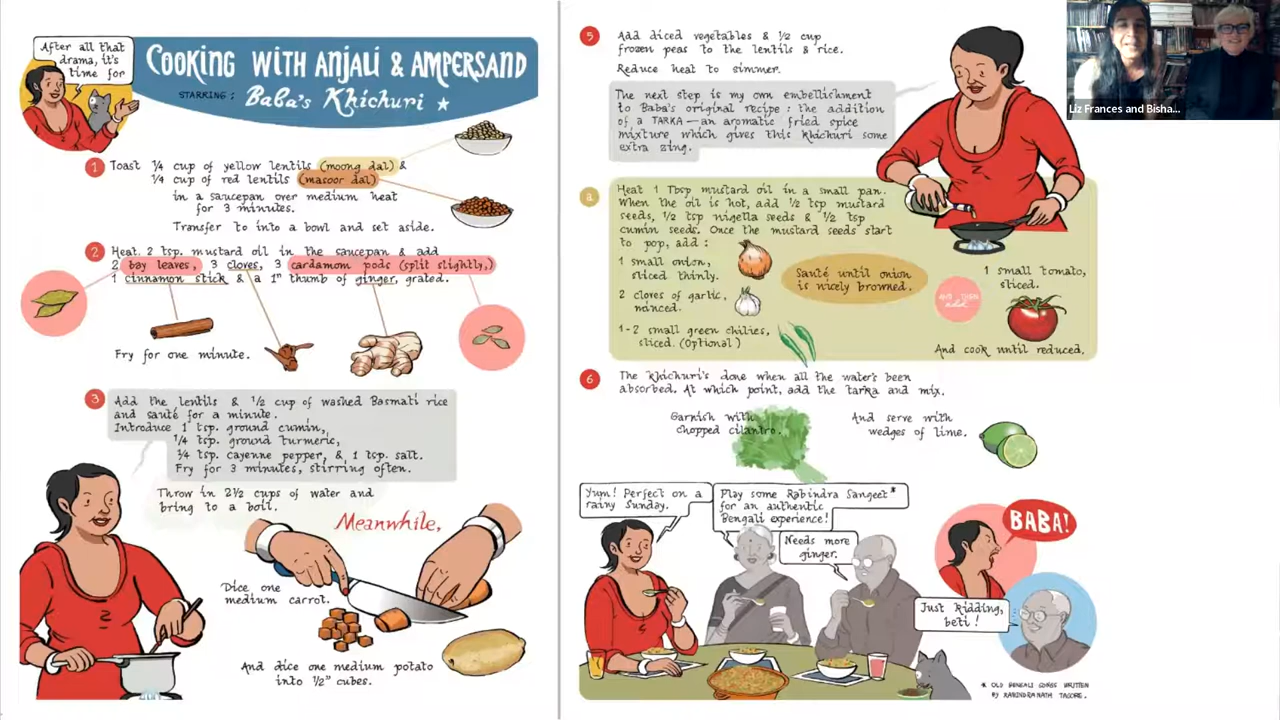 After all that
drama, it's
time for
COOKING WITH ANJALI & AMPERSAND
STARRING:
Baba's Khichuri ★
1
Toast ¼ cup of yellow lentils (moong dal) &
¼ cup of red lentils (masoor dal)
in a saucepan over medium heat
for 3 minutes.
Transfer to into a bowl and set aside.
2
Heat 2 tsp. mustard oil in the saucepan & add
2 bay leaves, 3 cloves, 3 cardamom pods (split slightly,)
1 cinnamon stick & a 1" thumb of ginger, grated.
Fry for one minute.
3
Add the lentils & ½ cup of washed Basmati rice
and sauté for a minute.
Introduce 1 tsp. ground cumin,
¼ tsp. ground turmeric,
¼ tsp. cayenne pepper, & 1 tsp. salt.
Fry for 3 minutes, stirring often.
Throw in 2½ cups of water and
bring to a boil.
Meanwhile,
Dice one
medium carrot.
And dice one medium potato
into ½" cubes.
5
Add diced vegetables & ½ cup
frozen peas to the lentils & rice.
Reduce heat to simmer.
The next step is my own embellishment
to Baba's original recipe: the addition
of a TARKA—an aromatic fried spice
mixture which gives this khichuri some
extra zing.
a
Heat 1 Tbsp mustard oil in a small pan.
When the oil is hot, add ½ tsp mustard
seeds, ½ tsp nigella seeds & ½ tsp
cumin seeds. Once the mustard seeds start
to pop, add:
1 small onion,
sliced thinly.
2 cloves of garlic,
minced.
1-2 small green chilies,
sliced. (Optional)
Sauté until onion
is nicely browned.
AND THEN
add
1 small tomato,
sliced.
And cook until reduced.
6
The khichuri's done when all the water's been
absorbed. At which point, add the tarka and mix.
Garnish with
chopped cilantro.
And serve with
wedges of lime.
Yum! Perfect on a
rainy Sunday.
Play some Rabindra Sangeet*
for an authentic
Bengali experience!
Needs more
ginger.
BABA!
Just kidding,
beti!
* OLD BENGALI SONGS WRITTEN
BY RABINDRANATH TAGORE.
Liz Frances and Bisha...